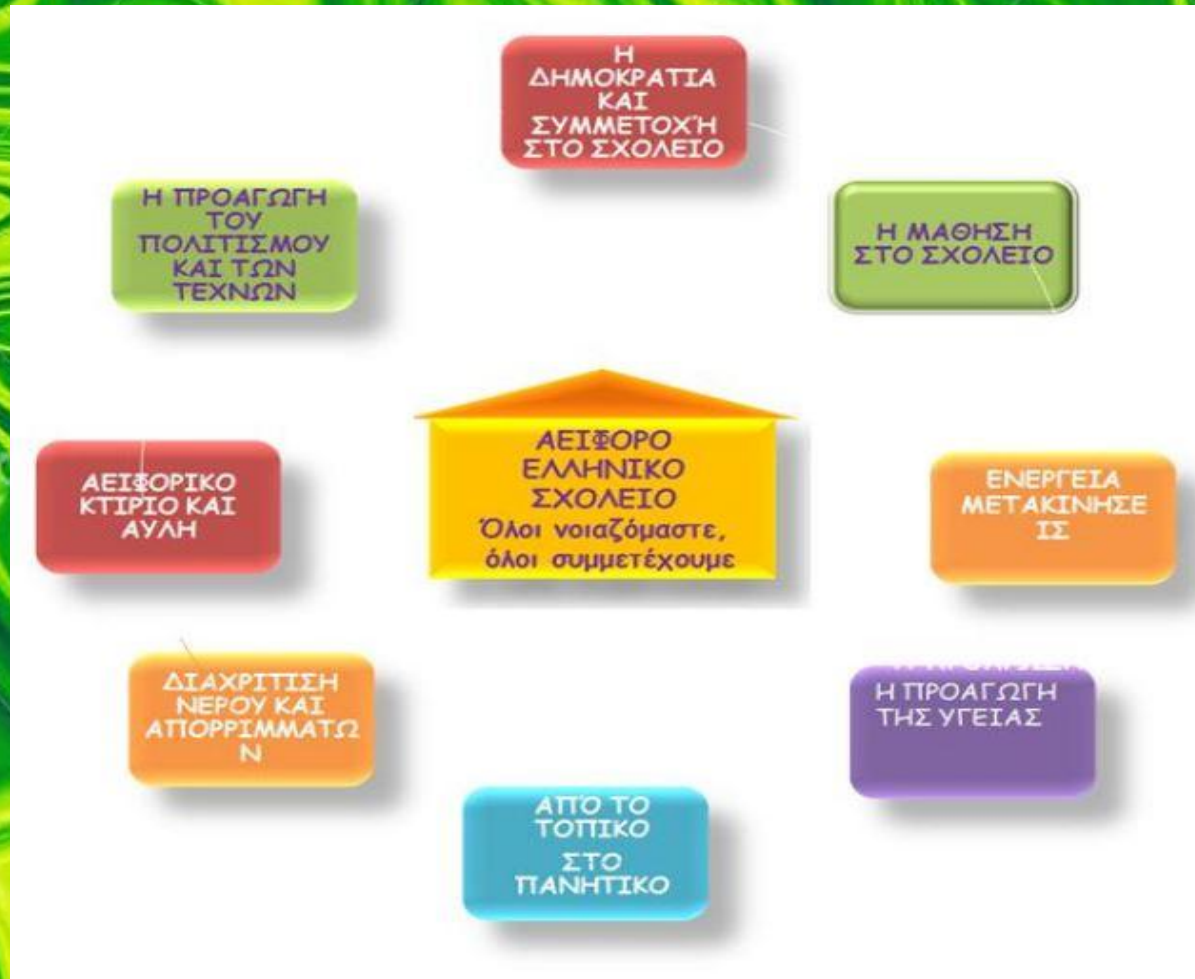 Η
ΔΗΜΟΚΡΑΤΙΑ
ΚΑΙ
ΣΥΜΜΕΤΟΧΉ
ΣΤΟ ΣΧΟΛΕΙΟ
Η ΠΡΟΑΓΩΓΗ
ΤΟΥ
ΠΟΛΙΤΙΣΜΟΥ
ΚΑΙ ΤΩΝ
ΤΕΧΝΩΝ
Η ΜΑΘΗΣΗ
ΣΤΟ ΣΧΟΛΕΙΟ
ΑΕΙΦΟΡΙΚΟ
ΚΤΙΡΙΟ ΚΑΙ
ΑΥΛΗ
ΑΕΙΦΟΡΟ
ΕΛΛΗΝΙΚΟ
ΣΧΟΛΕΙΟ
Όλοι νοιαζόμαστε,
όλοι συμμετέχουμε
ΕΝΕΡΓΕΙΑ
ΜΕΤΑΚΙΝΗΣΕ
ΙΣ
ΔΙΑΧΡΙΤΙΣΗ
ΝΕΡΟΥ ΚΑΙ
ΑΠΟΡΡΙΜΜΑΤΩ
Ν
Η ΠΡΟΑΓΩΓΗ
ΤΗΣ ΥΓΕΙΑΣ
ΑΠΌ ΤΟ
ΤΟΠΙΚΟ
ΣΤΟ
ΠΑΝΗΤΙΚΟ